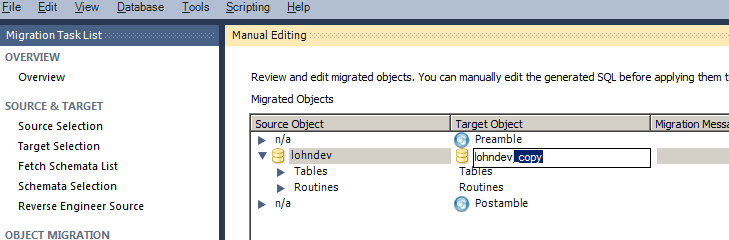 File Edit View Database Tools Scripting Help
Migration Task List
Manual Editing
OVERVIEW
Overview
SOURCE & TARGET
Source Selection
Target Selection
Fetch Schemata List
Schemata Selection
Reverse Engineer Source
OBJECT MIGRATION
Review and edit migrated objects. You can manually edit the generated SQL before applying them t
Migrated Objects
Source Object Target Object Migration Messa
n/a Preamble
lohndev lohndev_copy
Tables Tables
Routines Routines
n/a Postamble